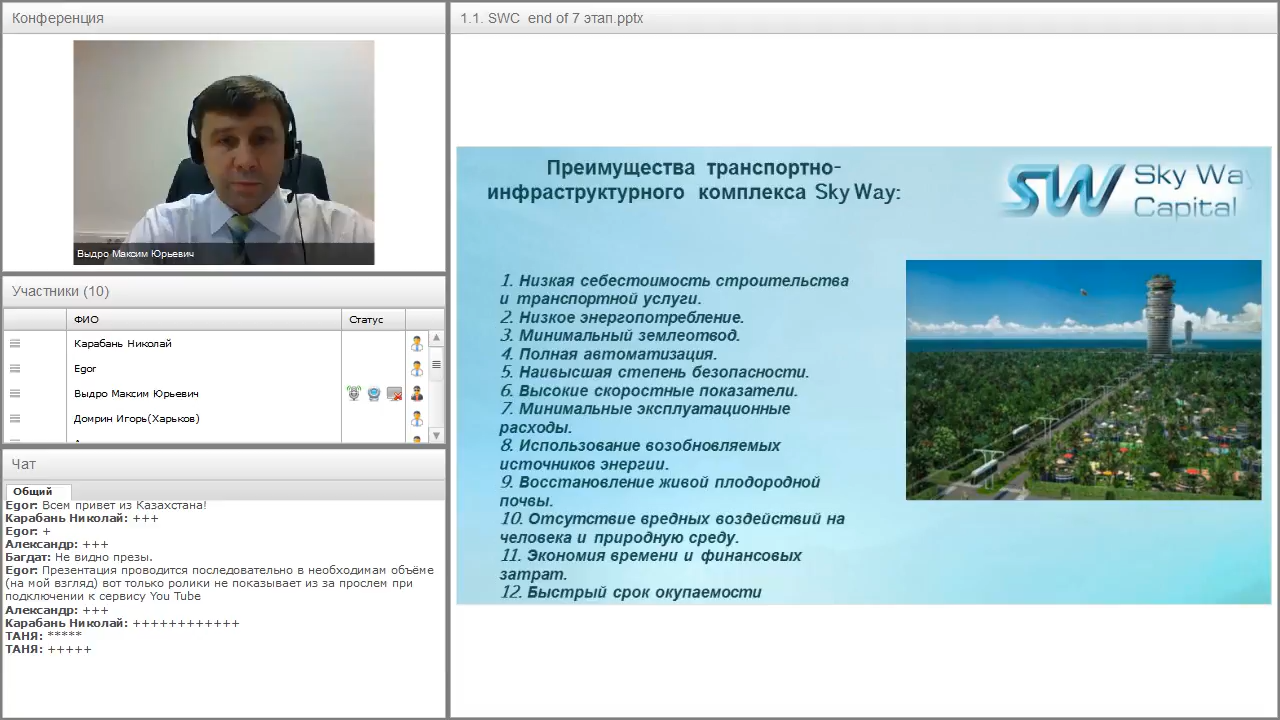 Конференция
Выдро Максим Юрьевич
Участники (10)
ФИО
Статус
Карабань Николай
Egor
Выдро Максим Юрьевич
Домрин Игорь(Харьков)
Чат
Общий
Egor: Всем привет из Казахстана!
Карабань Николай: +++
Egor: +
Александр: +++
Багдат: Не видно презы.
Egor: Презентация проводится последовательно в необходимам объёме
(на мой взгляд) вот только ролики не показывает из за прослем при
подключении к сервису You Tube
Александр: +++
Карабань Николай: ++++++++++++
ТАНЯ: *****
ТАНЯ: +++++
1.1. SWC end of 7 этап.pptx
Преимущества транспортно-
инфраструктурного комплекса Sky Way:
SW Sky Way
Capital
1. Низкая себестоимость строительства
и транспортной услуги.
2. Низкое энергопотребление.
3. Минимальный землеотвод.
4. Полная автоматизация.
5. Наивысшая степень безопасности.
6. Высокие скоростные показатели.
7. Минимальные эксплуатационные
расходы.
8. Использование возобновляемых
источников энергии.
9. Восстановление живой плодородной
почвы.
10. Отсутствие вредных воздействий на
человека и природную среду.
11. Экономия времени и финансовых
затрат.
12. Быстрый срок окупаемости